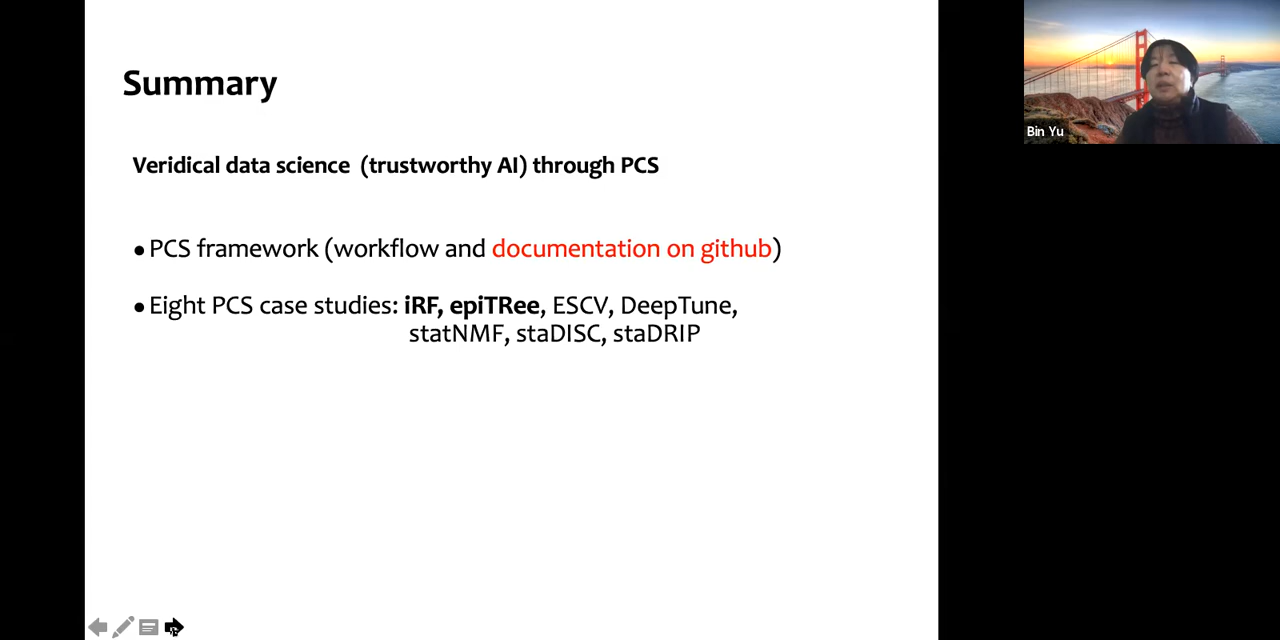 Summary
Veridical data science (trustworthy AI) through PCS
● PCS framework (workflow and documentation on github)
● Eight PCS case studies: iRF, epiTRee, ESCV, DeepTune,
statNMF, staDISC, staDRIP
Bin Yu